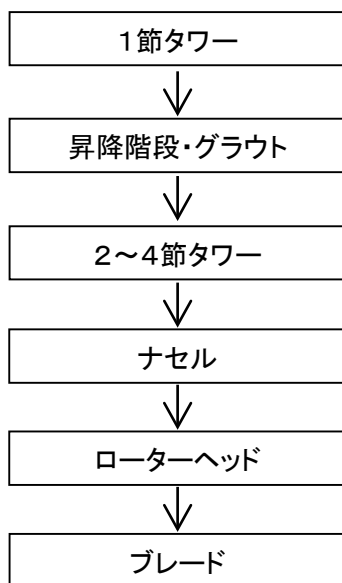 １節タワー
昇降階段・グラウト
２～４節タワー
ナセル
ローターヘッド
ブレード